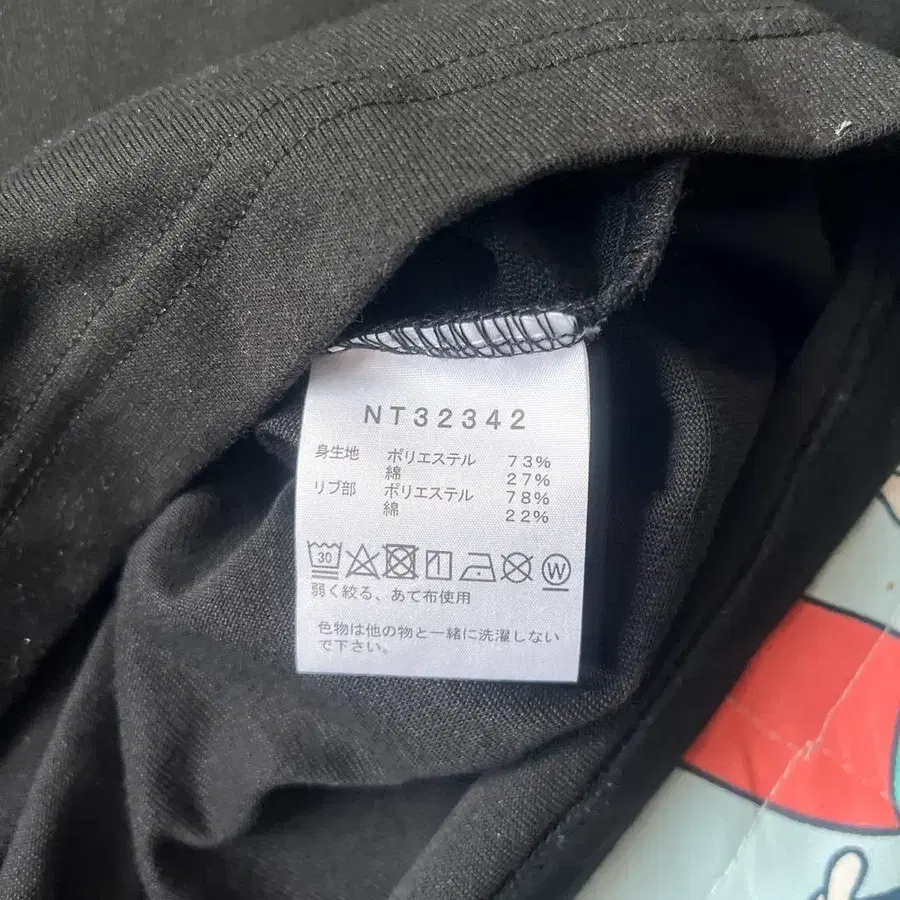 NT32342
身生地 ポリエステル 73%
綿 27%
リブ部 ポリエステル 78%
綿 22%
30 W
弱く絞る、あて布使用
色物は他の物と一緒に洗濯しない
で下さい。